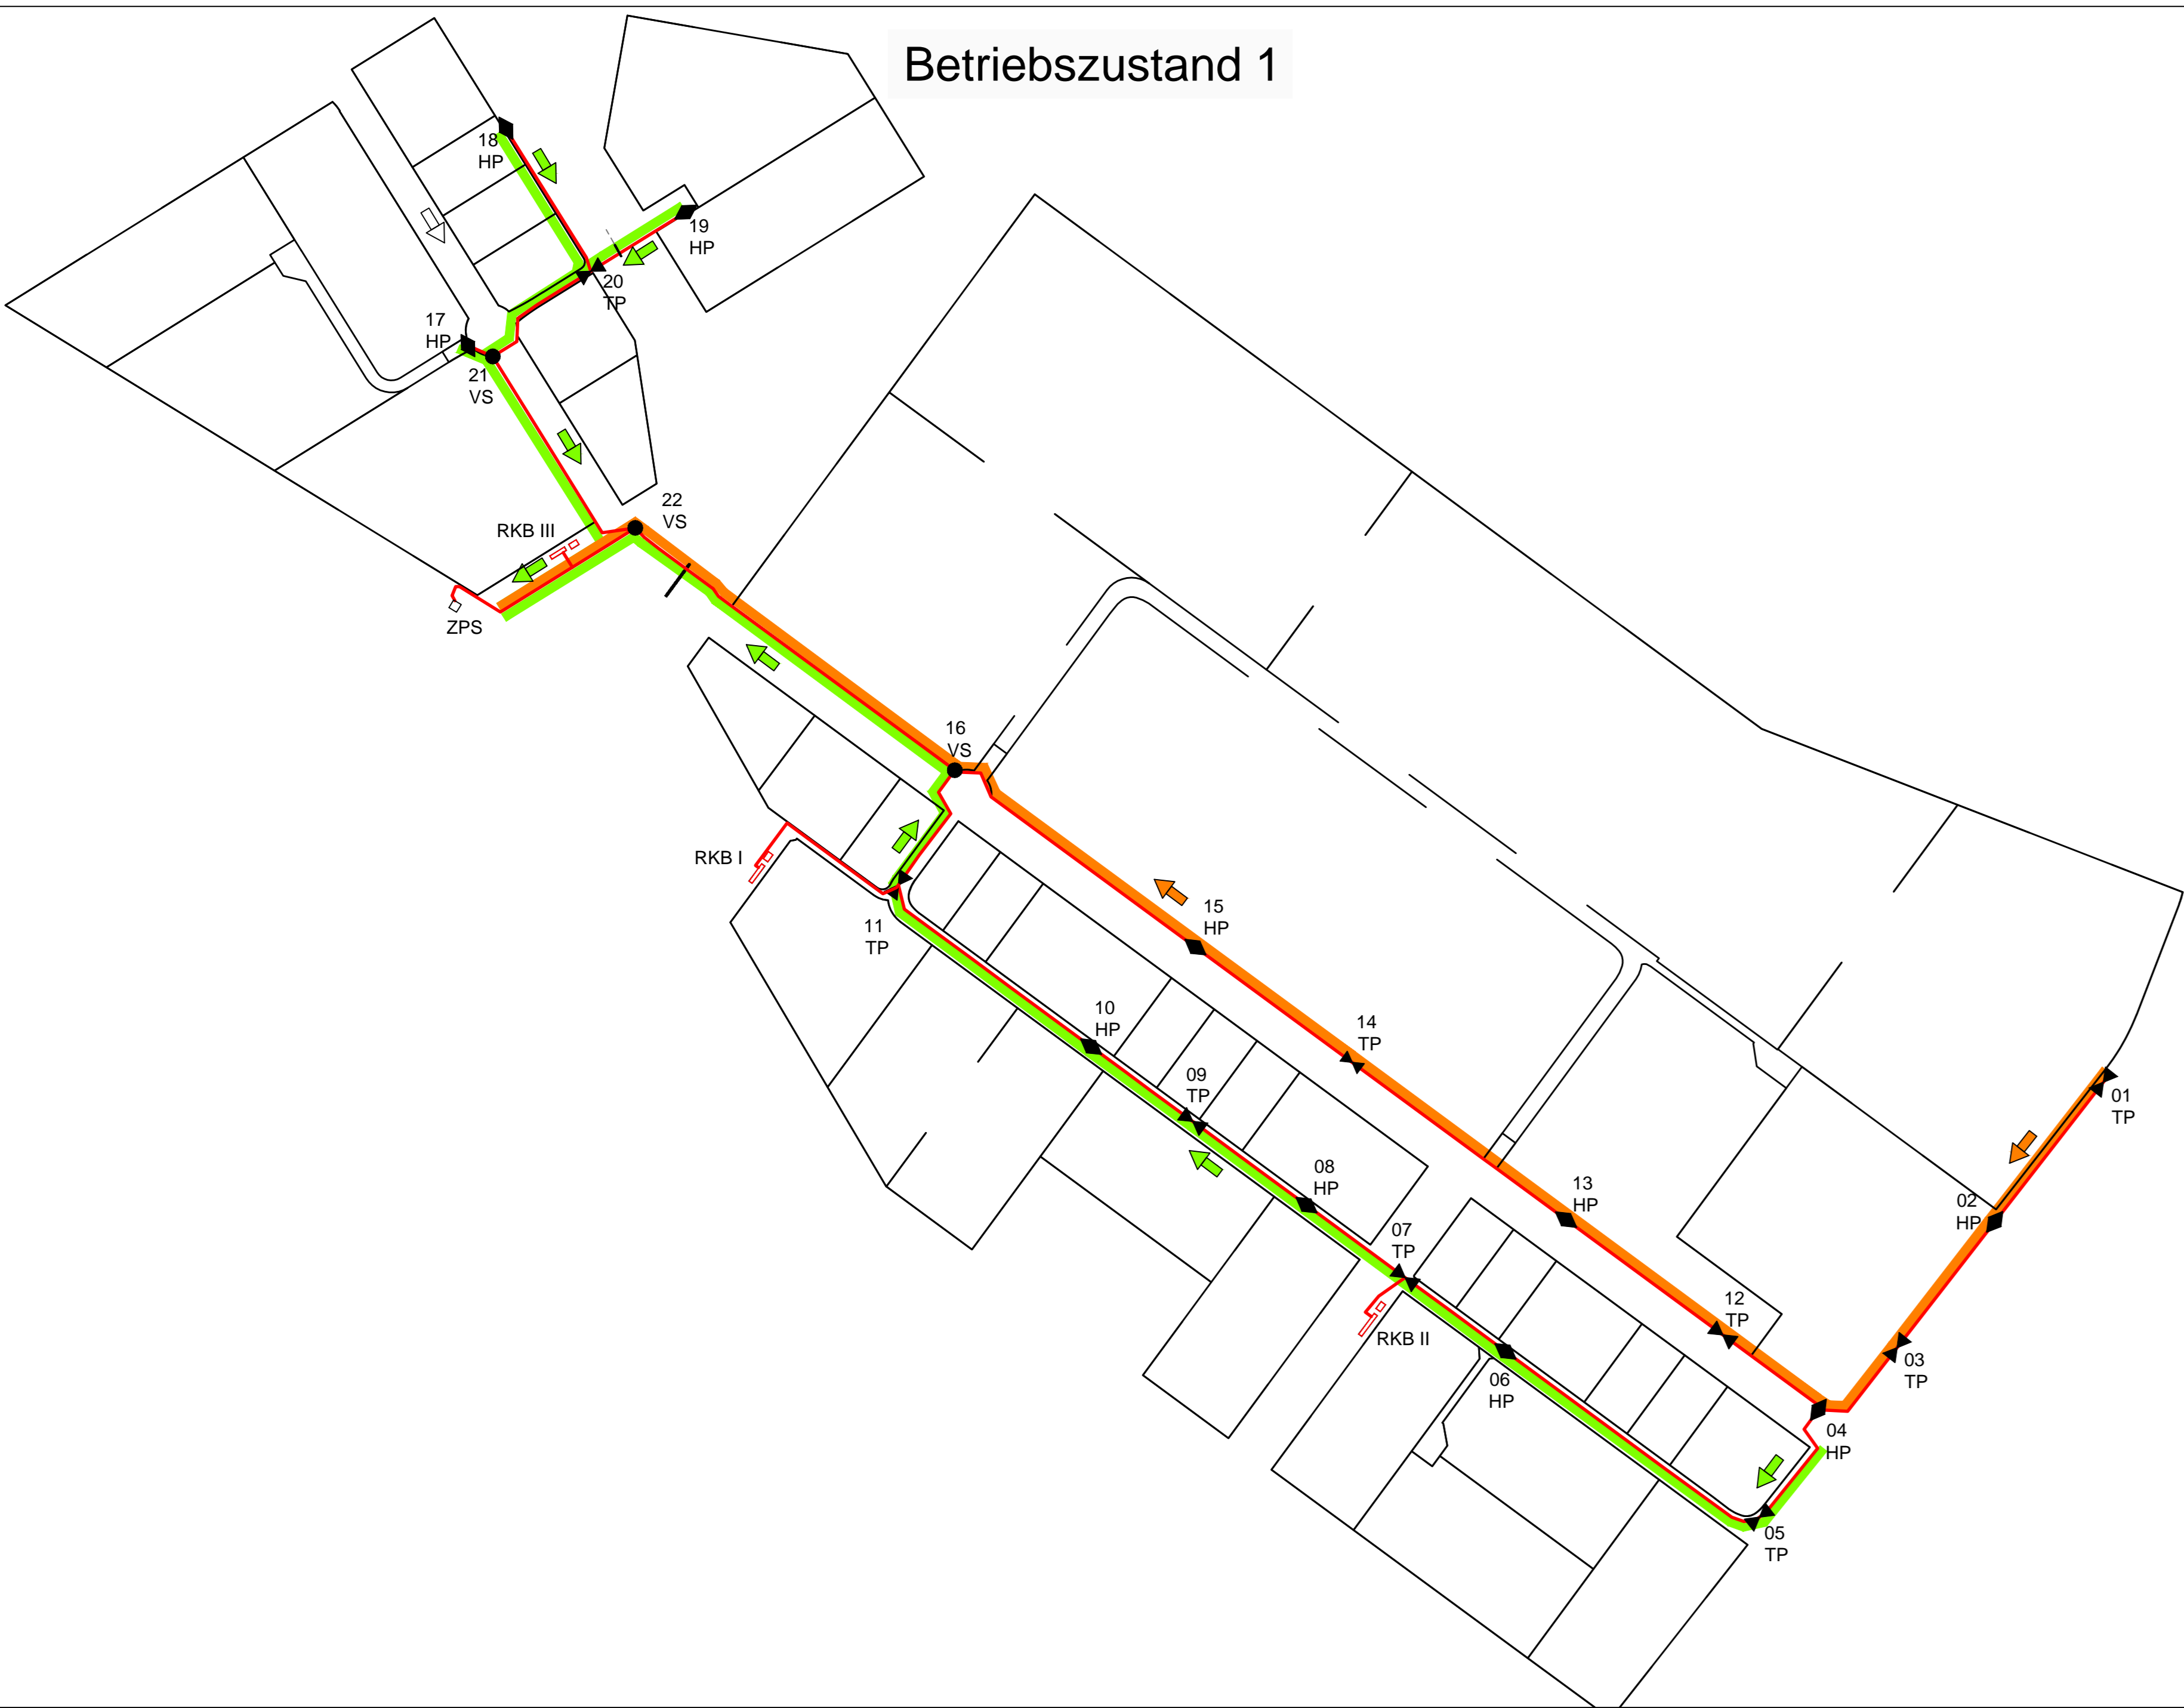 Betriebszustand 1
18
HP
19
HP
20
TP
17
HP
21
VS
22
VS
RKB III
ZPS
16
VS
RKB I
11
TP
15
HP
10
HP
14
TP
09
TP
01
TP
08
HP
13
HP
02
HP
07
TP
12
TP
RKB II
03
TP
06
HP
04
HP
05
TP